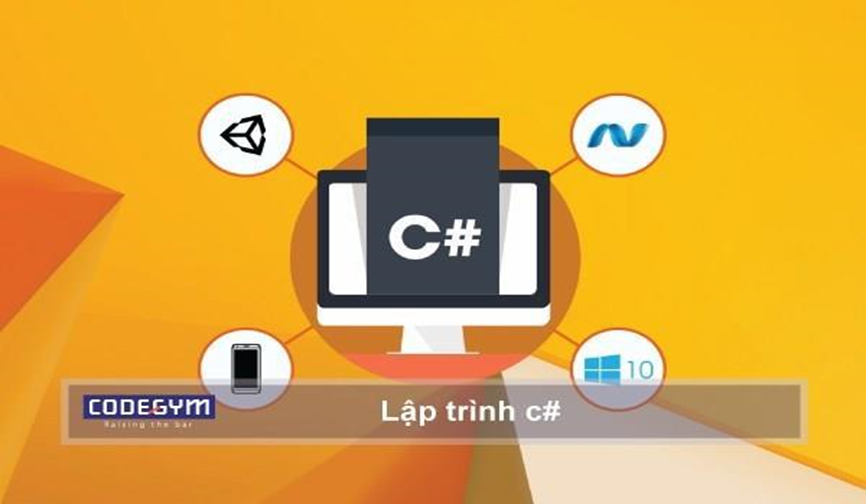 C#
10
CODEGYM
Raising the bar
Lập trình c#